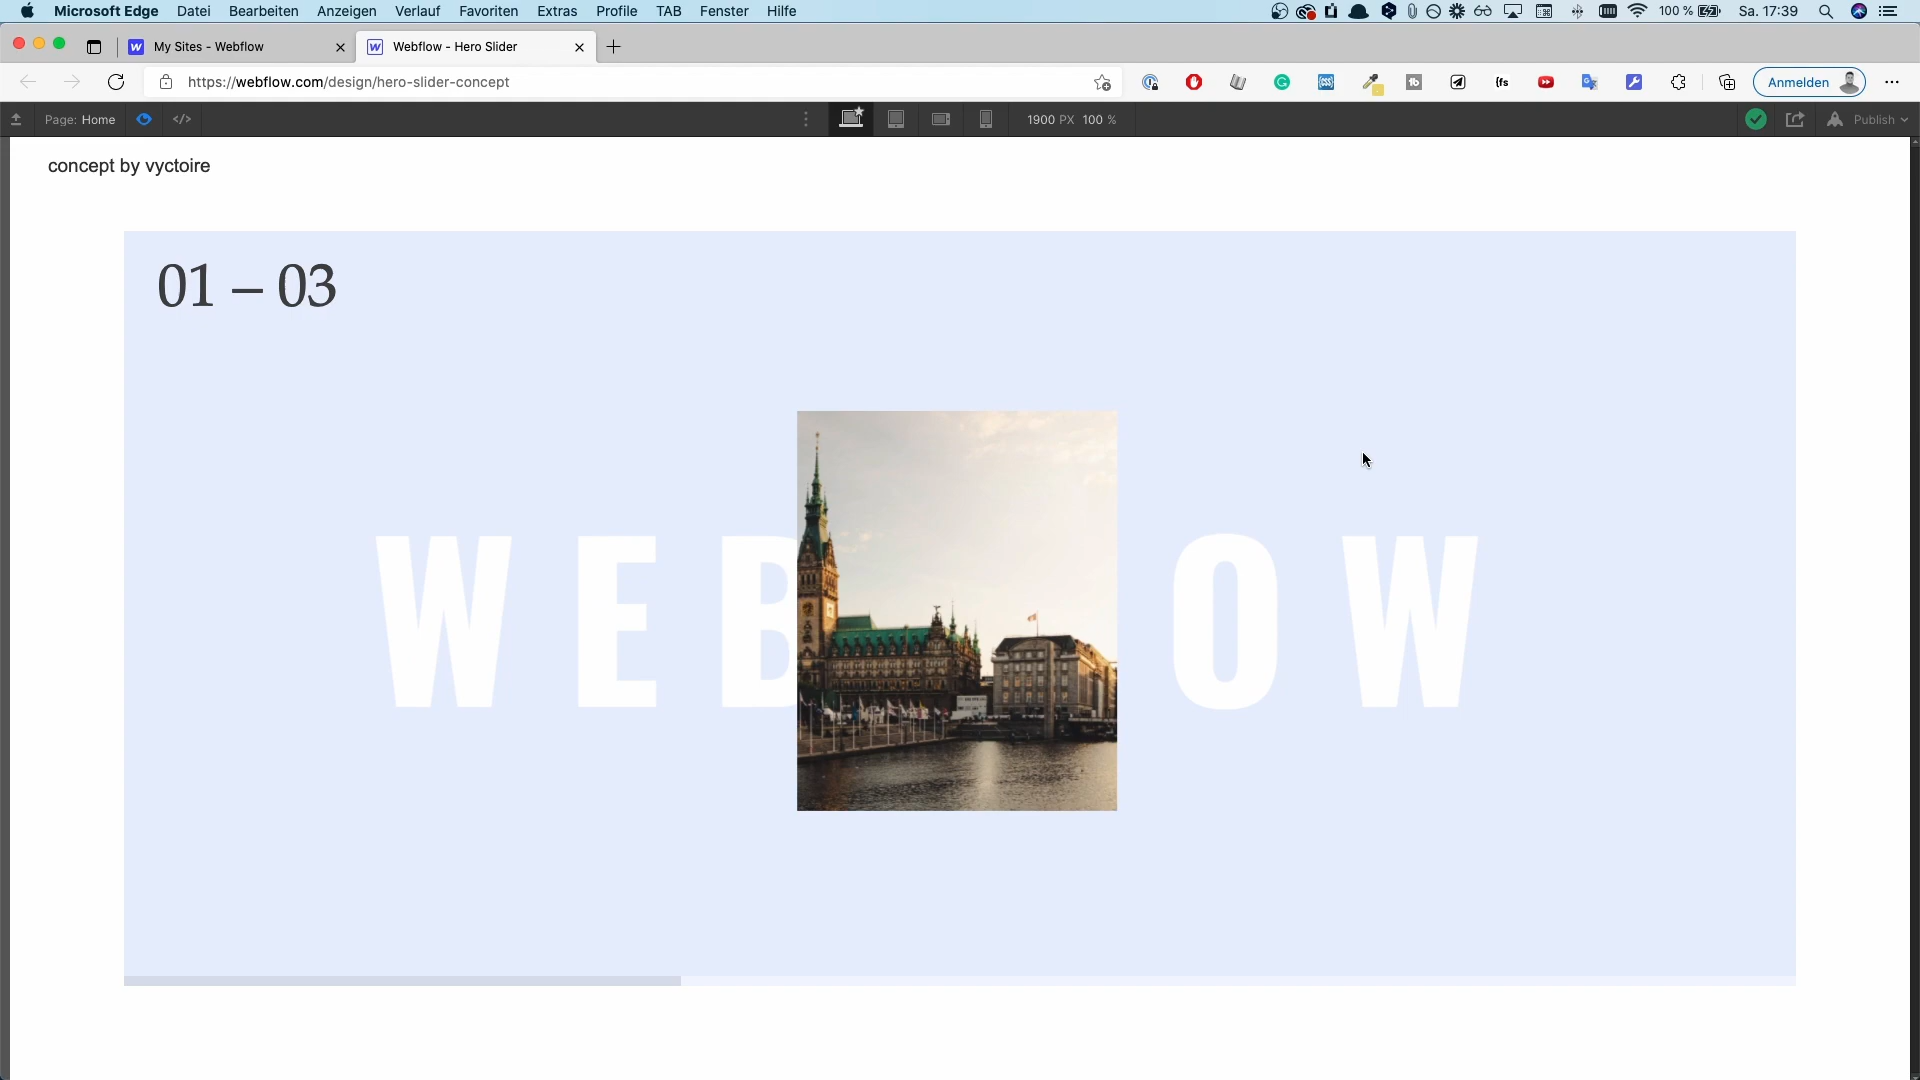 Microsoft Edge Datei Bearbeiten Anzeigen Verlauf Favoriten Extras Profile TAB Fenster Hilfe 100 % Sa. 17:39
My Sites - Webflow Webflow - Hero Slider
https://webflow.com/design/hero-slider-concept Anmelden
Page: Home 1900 PX 100 % Publish
concept by vyctoire
01 – 03
WEB OW